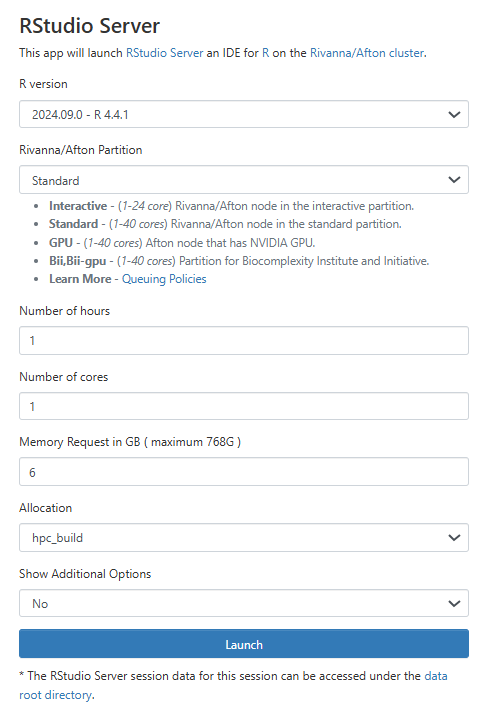 RStudio Server
This app will launch RStudio Server an IDE for R on the Rivanna/Afton cluster.
R version
2024.09.0 - R 4.4.1
Rivanna/Afton Partition
Standard
• Interactive - (1-24 core) Rivanna/Afton node in the interactive partition.
• Standard - (1-40 cores) Rivanna/Afton node in the standard partition.
• GPU - (1-40 cores) Afton node that has NVIDIA GPU.
• Bii,Bii-gpu - (1-40 cores) Partition for Biocomplexity Institute and Initiative.
• Learn More - Queuing Policies
Number of hours
1
Number of cores
1
Memory Request in GB ( maximum 768G )
6
Allocation
hpc_build
Show Additional Options
No
Launch
* The RStudio Server session data for this session can be accessed under the data
root directory.